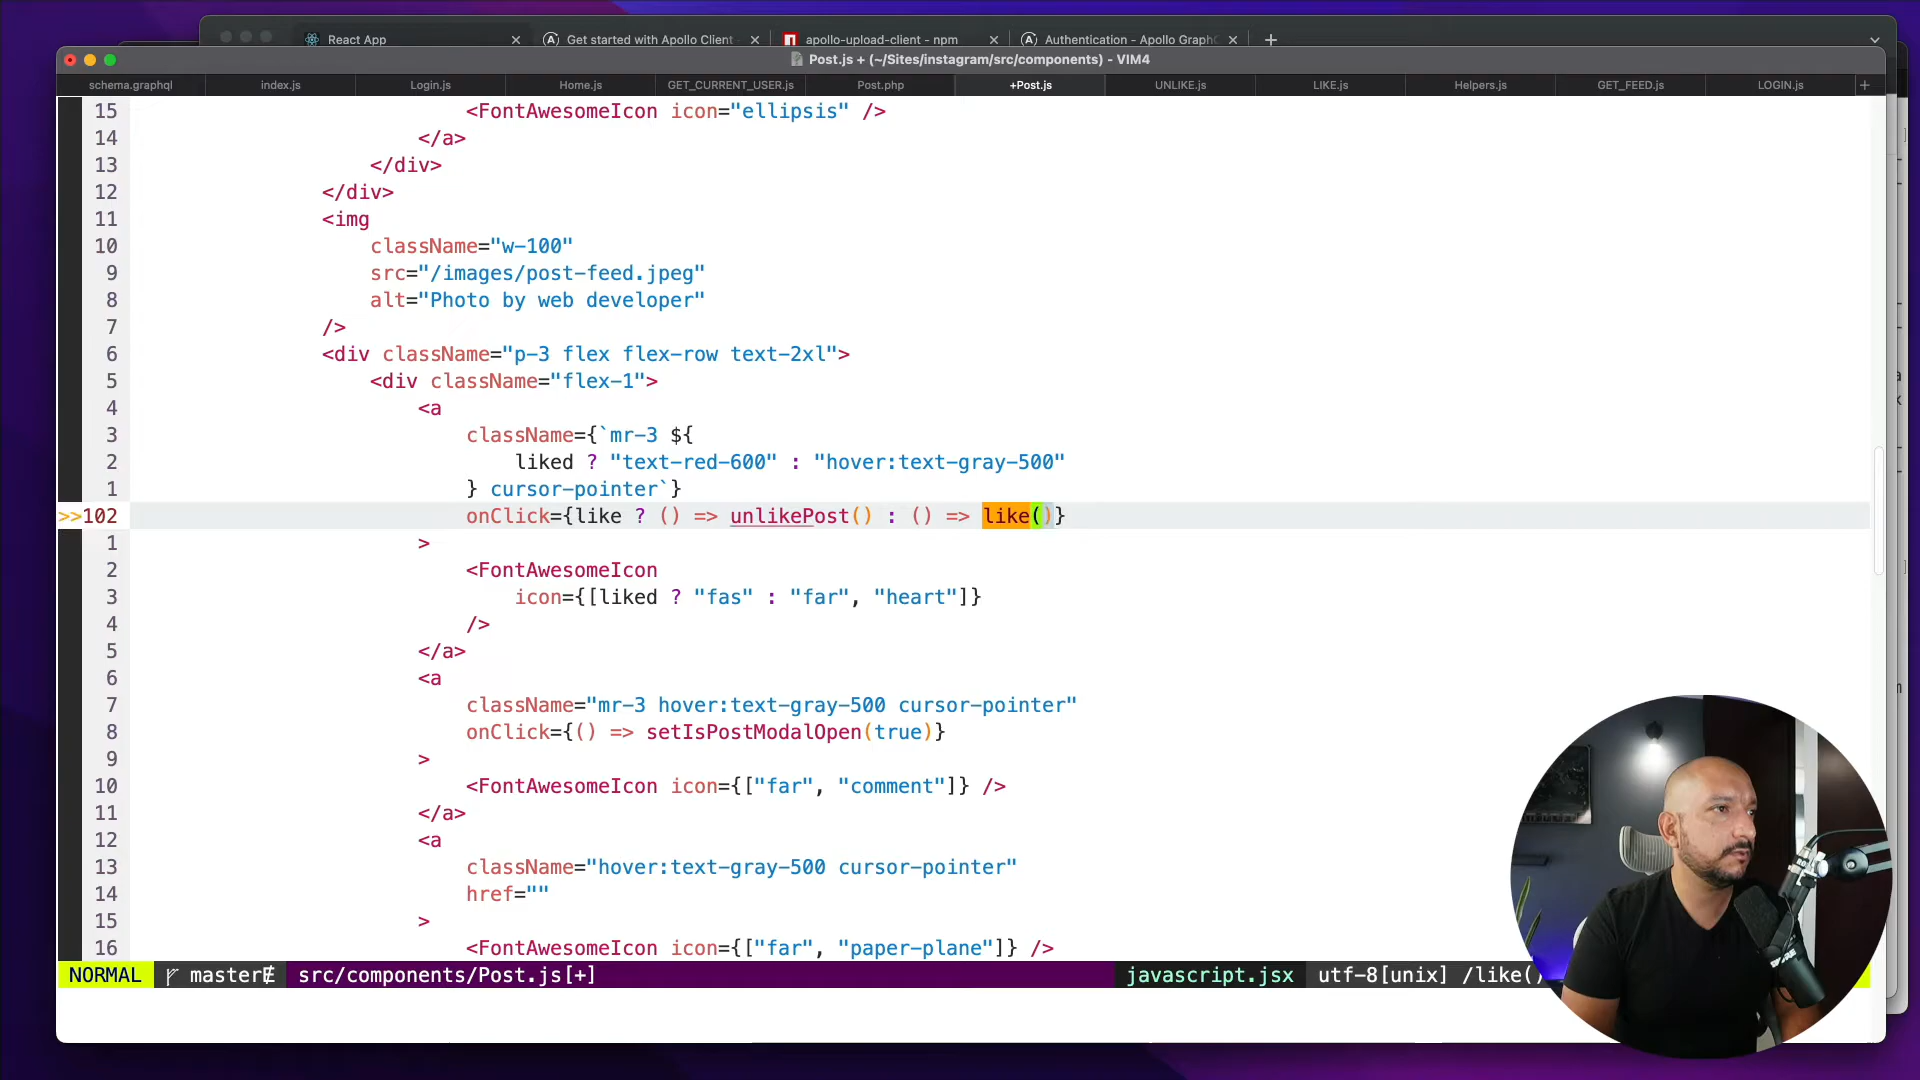 React App
Get started with Apollo Client
apollo-upload-client - npm
Authentication - Apollo GraphC
Post.js + (~/Sites/instagram/src/components) - VIM4
schema.graphql index.js Login.js Home.js GET_CURRENT_USER.js Post.php +Post.js UNLIKE.js LIKE.js Helpers.js GET_FEED.js LOGIN.js
15 <FontAwesomeIcon icon="ellipsis" />
14 </a>
13 </div>
12 </div>
11 <img
10 className="w-100"
9 src="/images/post-feed.jpeg"
8 alt="Photo by web developer"
7 />
6 <div className="p-3 flex flex-row text-2xl">
5 <div className="flex-1">
4 <a
3 className={`mr-3 ${
2 liked ? "text-red-600" : "hover:text-gray-500"
1 } cursor-pointer`}
>>102 onClick={like ? () => unlikePost() : () => like()}
1 >
2 <FontAwesomeIcon
3 icon={[liked ? "fas" : "far", "heart"]}
4 />
5 </a>
6 <a
7 className="mr-3 hover:text-gray-500 cursor-pointer"
8 onClick={() => setIsPostModalOpen(true)}
9 >
10 <FontAwesomeIcon icon={["far", "comment"]} />
11 </a>
12 <a
13 className="hover:text-gray-500 cursor-pointer"
14 href=""
15 >
16 <FontAwesomeIcon icon={["far", "paper-plane"]} />
NORMAL master src/components/Post.js[+] javascript.jsx utf-8[unix] /like()